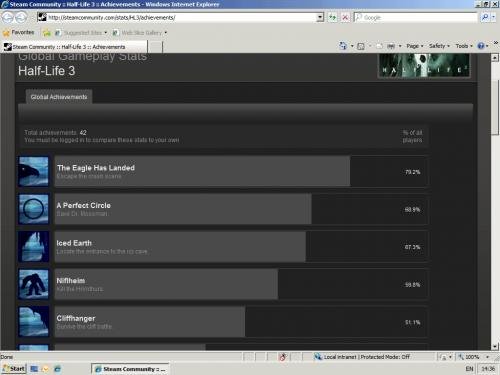 Steam Community :: Half-Life 3 :: Achievements - Windows Internet Explorer
http://steamcommunity.com/stats/HL3/achievements/
Google
Favorites Suggested Sites Web Slice Gallery
Steam Community :: Half-Life 3 :: Achievements
Page Safety Tools
Global Gameplay Stats
Half-Life 3
HALF-LIFE 3
Global Achievements
Total achievements: 42
% of all
You must be logged in to compare these stats to your own
players
The Eagle Has Landed
Escape the crash scene.
79.2%
A Perfect Circle
Save Dr. Mossman.
68.9%
Iced Earth
Locate the entrance to the icy cave.
67.3%
Niflheim
Kill the Hrimthurs.
59.8%
Cliffhanger
Survive the cliff battle.
51.1%
Done
Local intranet | Protected Mode: Off
100%
Start
Steam Community :: ...
EN
14:36